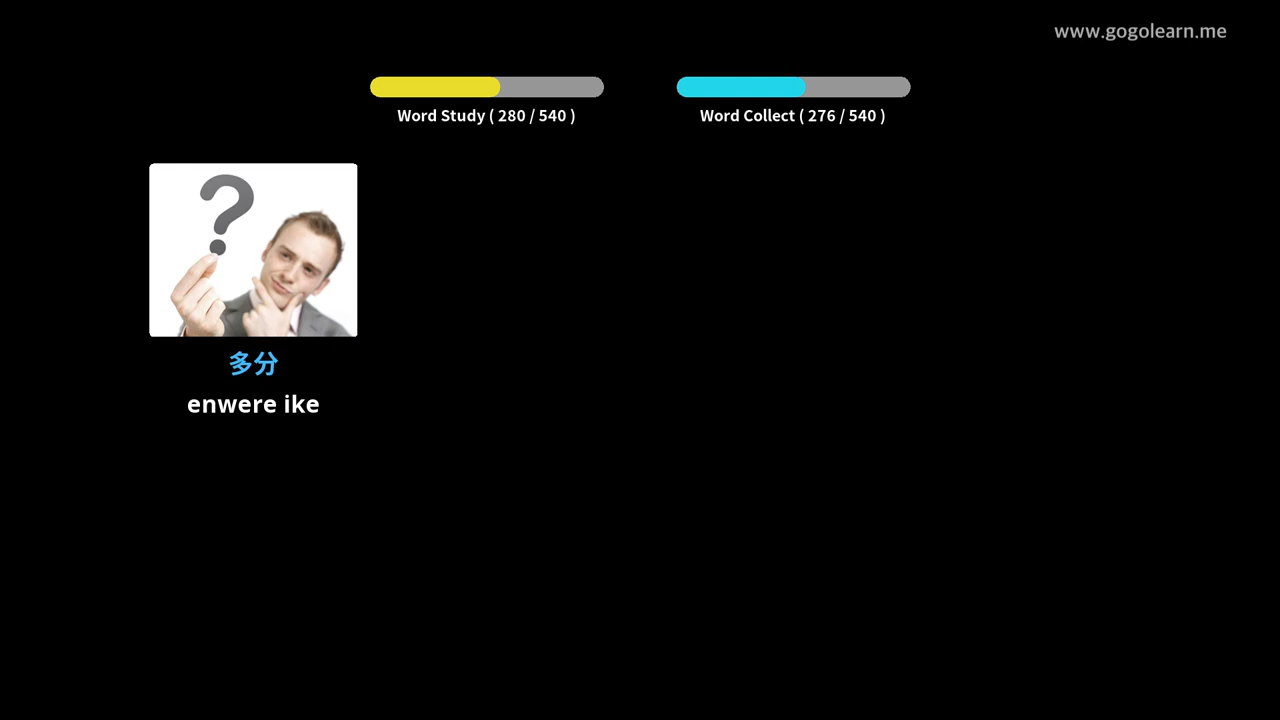 www.gogolearn.me
Word Study ( 280 / 540 )
Word Collect ( 276 / 540 )
?
多分
enwere ike